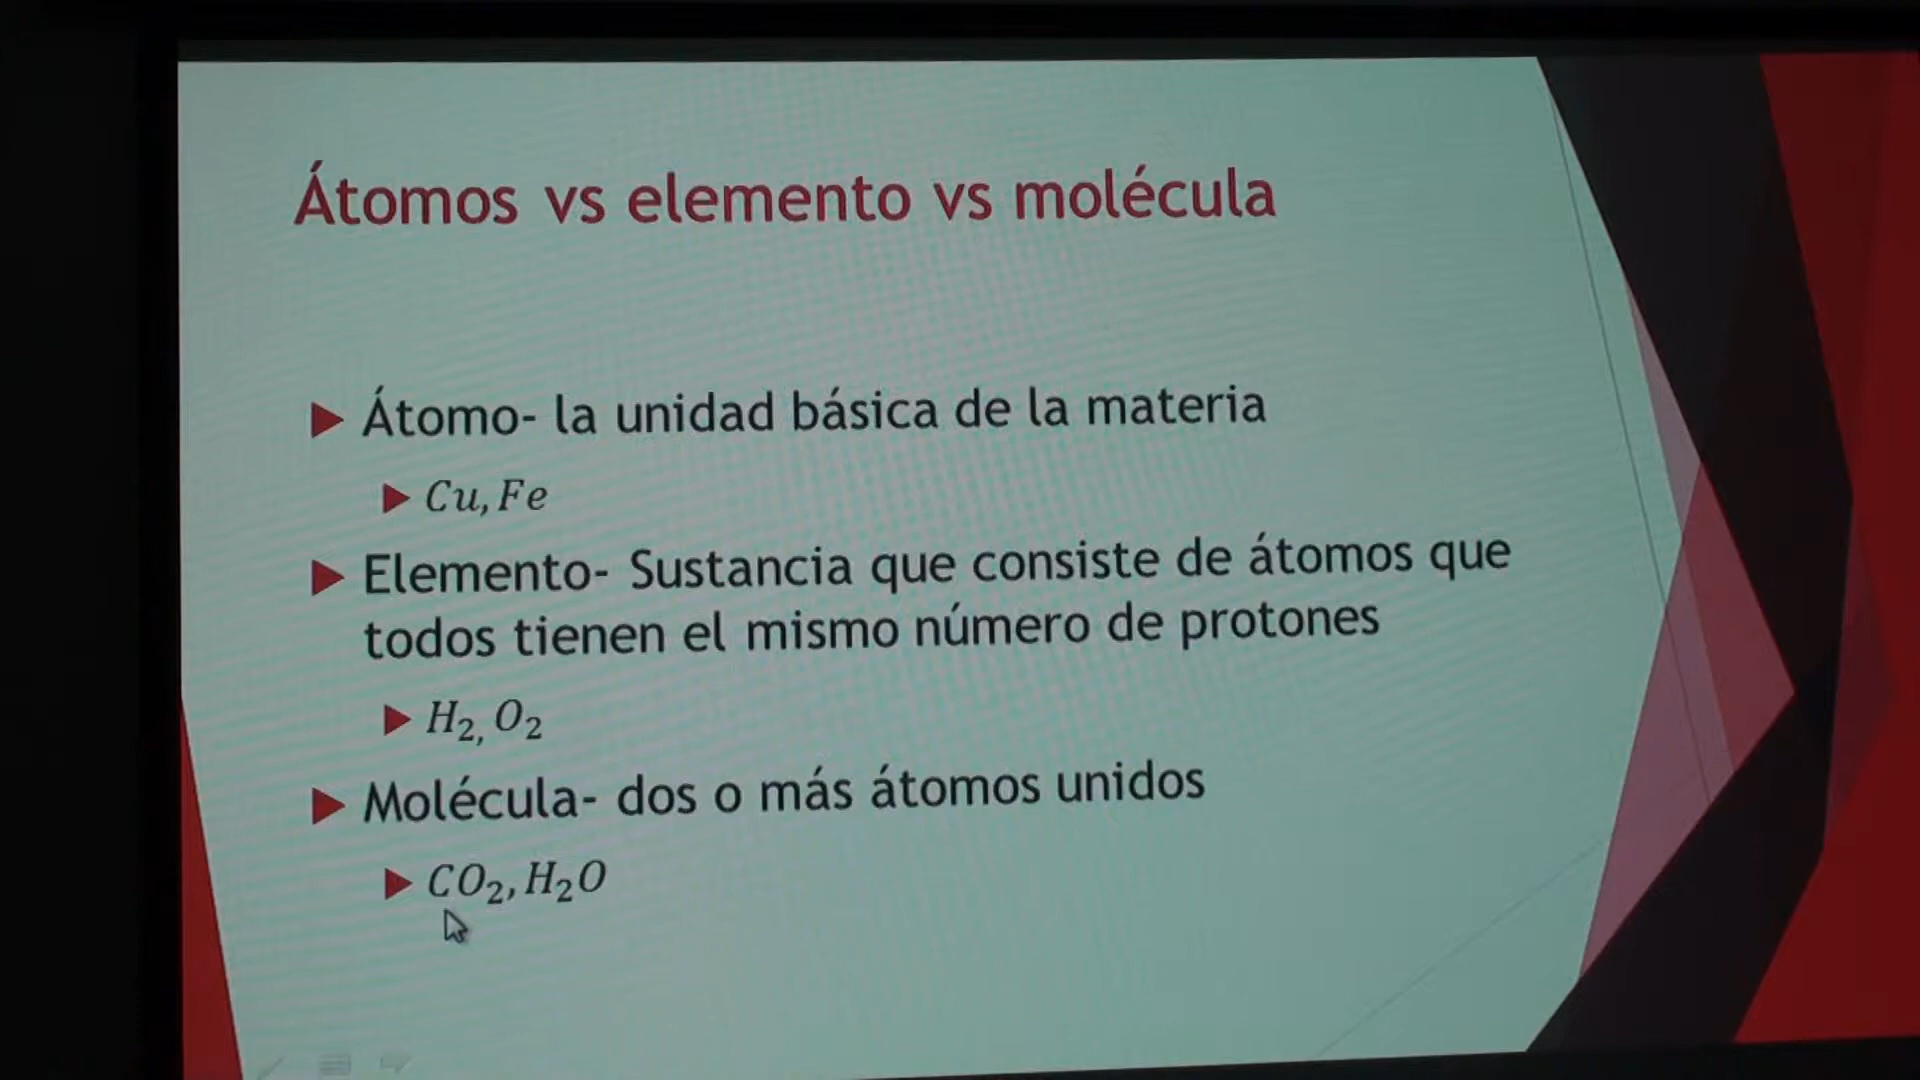 Átomos vs elemento vs molécula
Átomo- la unidad básica de la materia
Cu, Fe
Elemento- Sustancia que consiste de átomos que
todos tienen el mismo número de protones
H₂, O₂
Molécula- dos o más átomos unidos
CO₂, H₂O